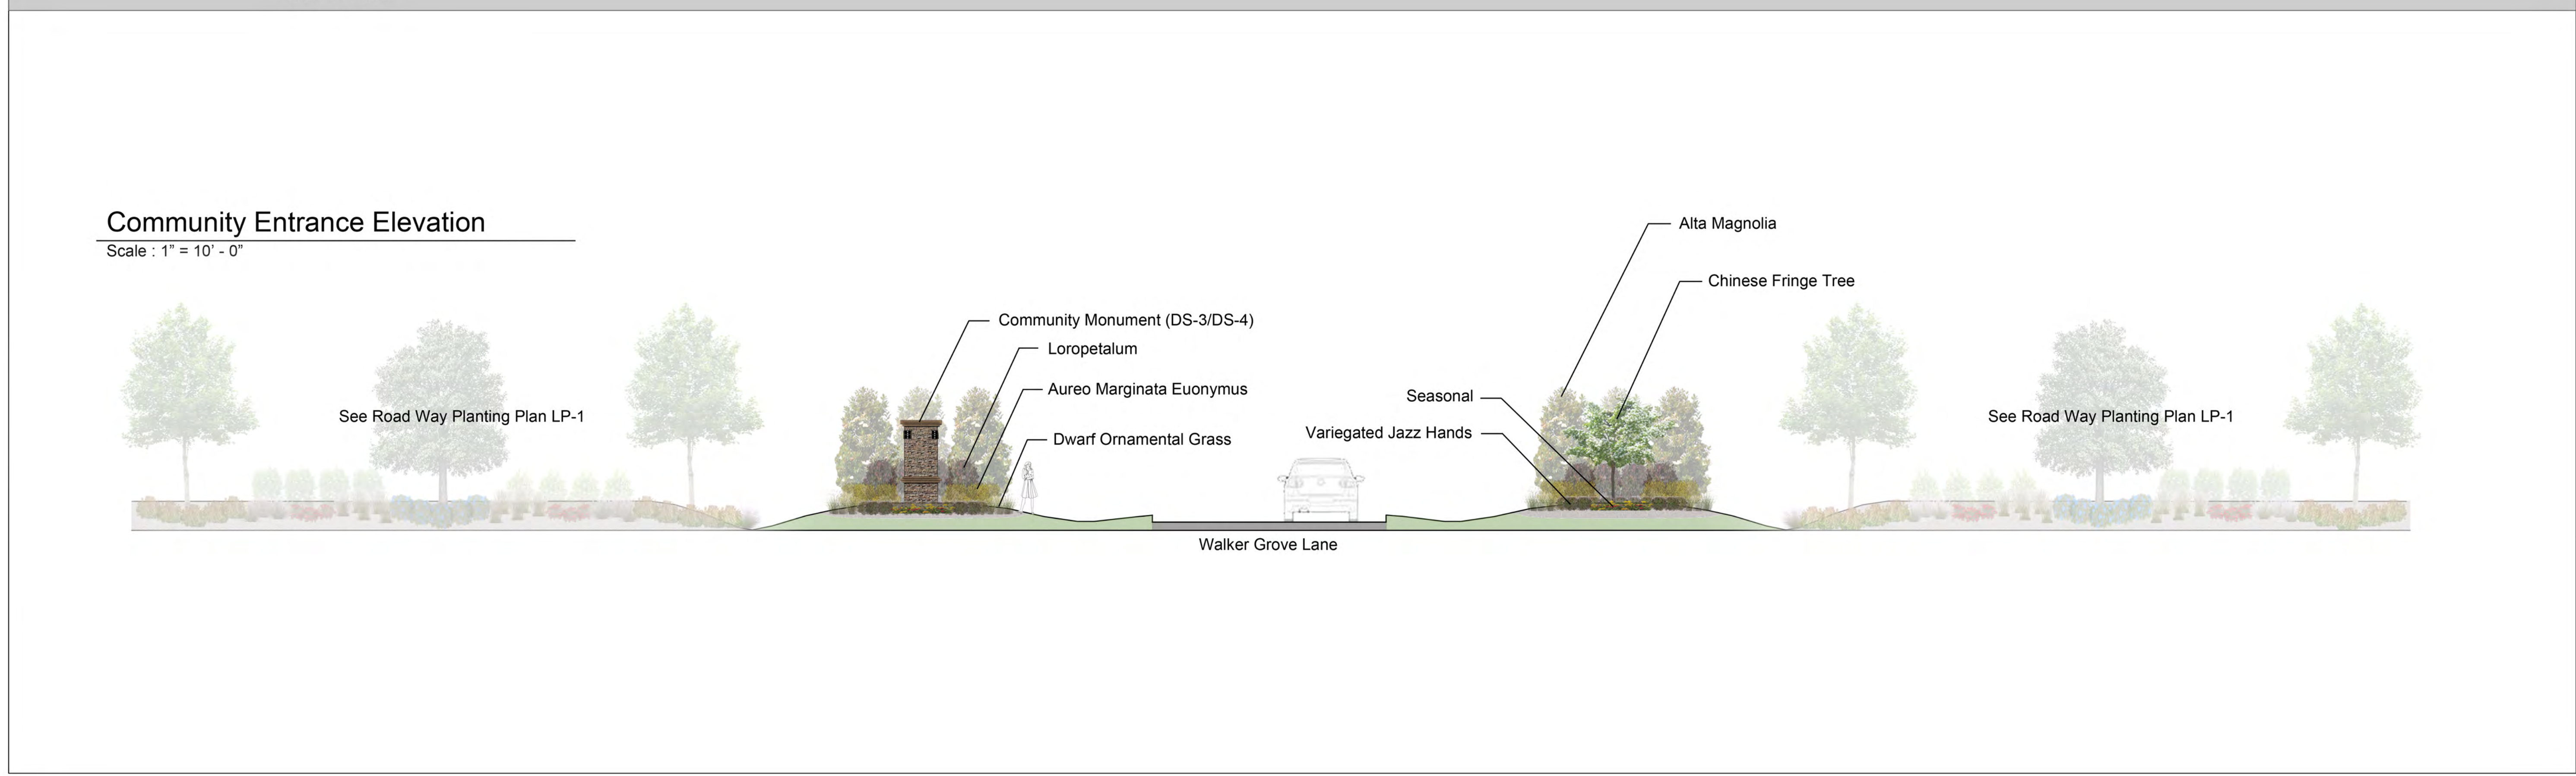 Community Entrance Elevation
Scale : 1” = 10’ - 0”
Alta Magnolia
Chinese Fringe Tree
Community Monument (DS-3/DS-4)
Loropetalum
Aureo Marginata Euonymus
Seasonal
See Road Way Planting Plan LP-1
See Road Way Planting Plan LP-1
Variegated Jazz Hands
Dwarf Ornamental Grass
Walker Grove Lane